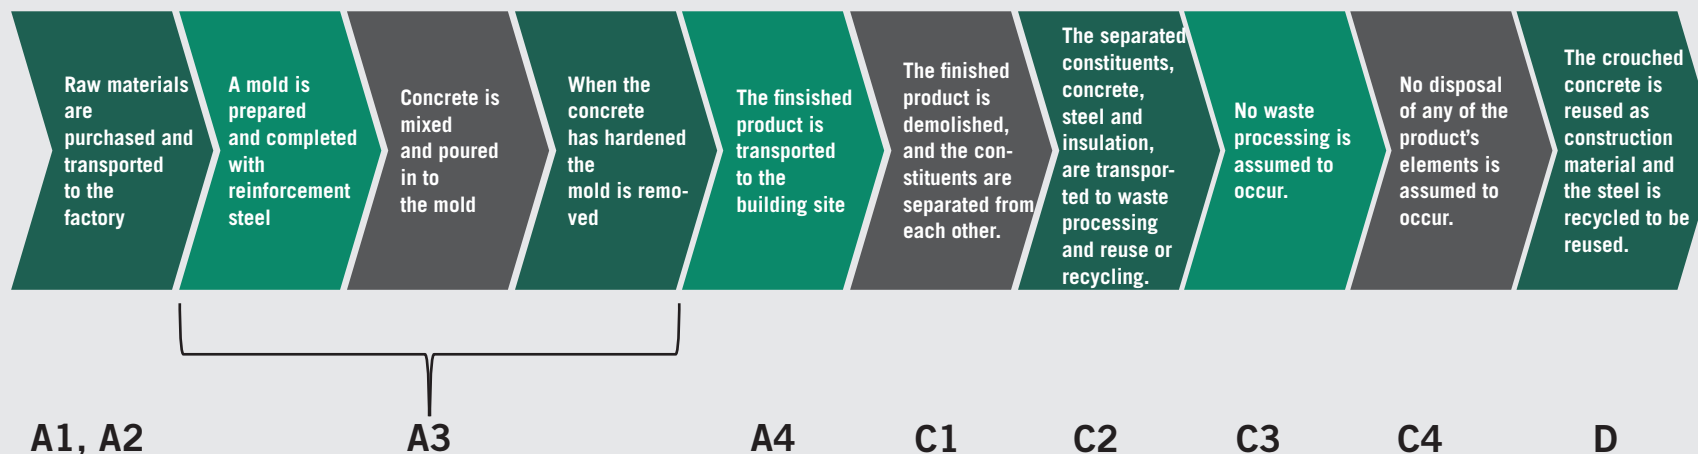 Raw materials
are
purchased and
transported
to the
factory
A mold is
prepared
and completed
with
reinforcement
steel
Concrete is
mixed
and poured
in to
the mold
When the
concrete
has hardened
the
mold is remo-
ved
The finsished
product is
transported
to the
building site
The finished
product is
demolished,
and the con-
stituents are
separated from
each other.
The separated
constituents,
concrete,
steel and
insulation,
are transpor-
ted to waste
processing
and reuse or
recycling.
No waste
processing is
assumed to
occur.
No disposal
of any of the
product's
elements is
assumed to
occur.
The crouched
concrete is
reused as
construction
material and
the steel is
recycled to be
reused.
A1, A2
A3
A4
C1
C2
C3
C4
D